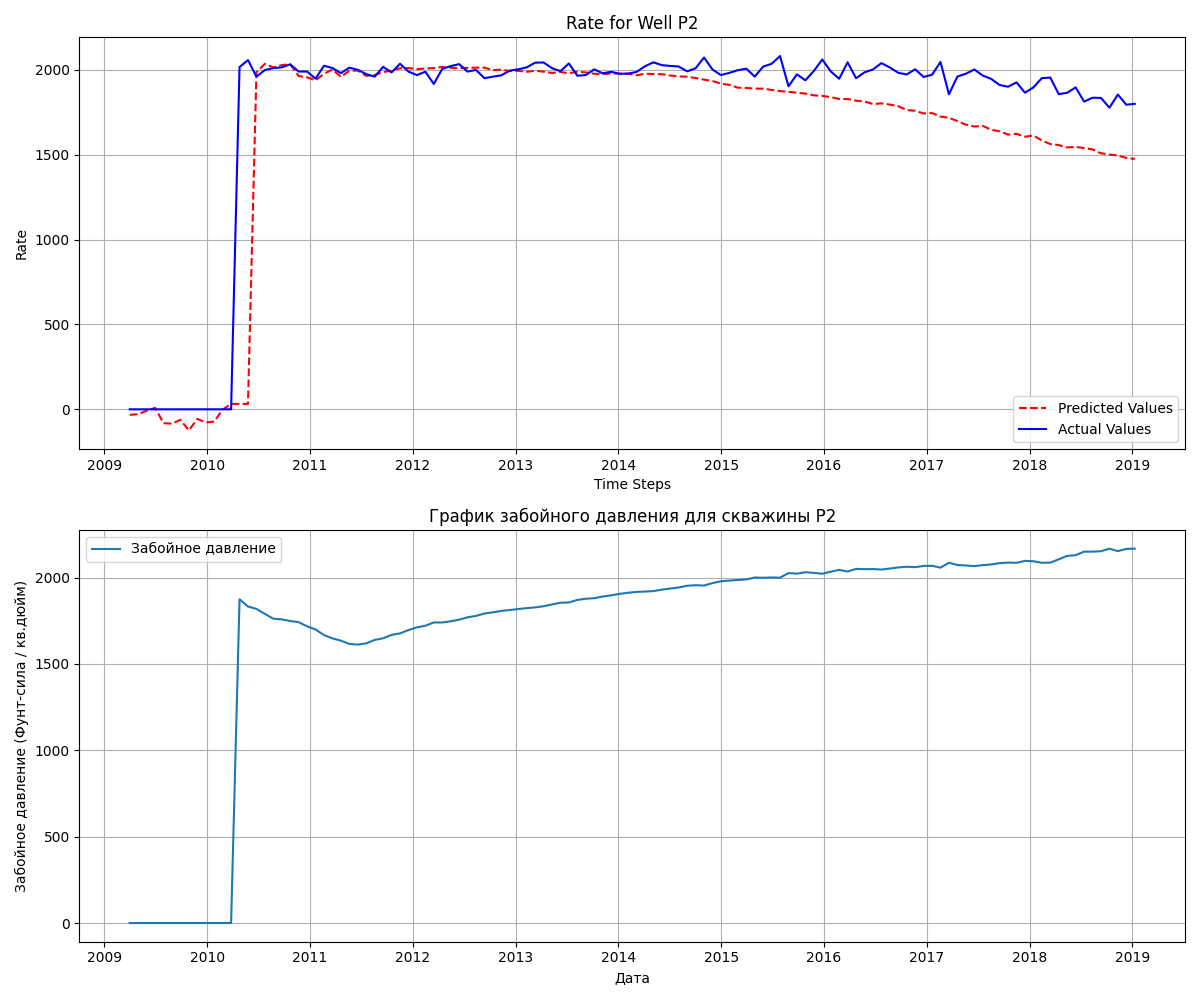 Rate for Well P2
Rate
2000
1500
1000
500
0
Predicted Values
Actual Values
2009 2010 2011 2012 2013 2014 2015 2016 2017 2018 2019
Time Steps
График забойного давления для скважины P2
Забойное давление (Фунт-сила / кв.дюйм)
Забойное давление
2000
1500
1000
500
0
2009 2010 2011 2012 2013 2014 2015 2016 2017 2018 2019
Дата